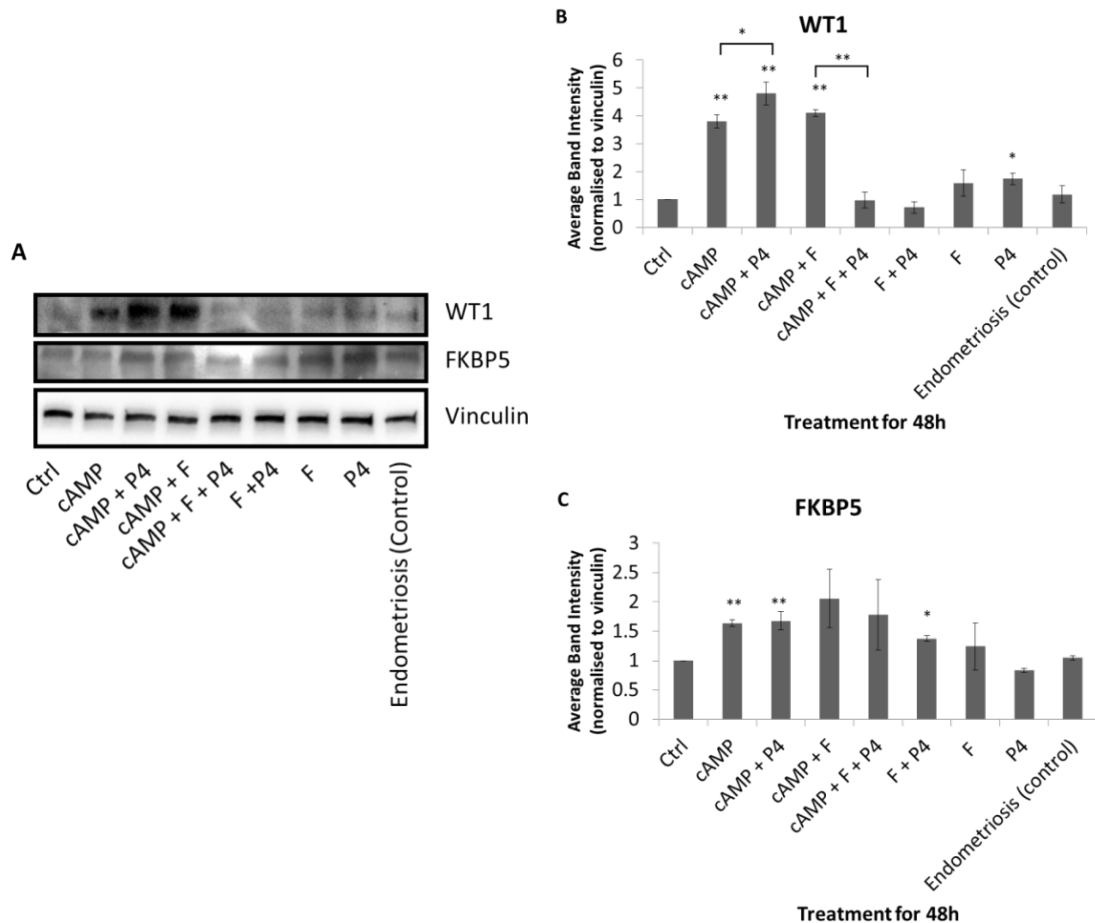 A
WT1
FKBP5
Vinculin
Ctrl
cAMP
cAMP + P4
cAMP + F
cAMP + F + P4
F +P4
F
P4
Endometriosis (Control)
B
WT1
Average Band Intensity
(normalised to vinculin)
6
5
4
3
2
1
0
*
**
**
**
**
*
Ctrl
cAMP
cAMP + P4
cAMP + F
cAMP + F + P4
F + P4
F
P4
Endometriosis (control)
Treatment for 48h
C
FKBP5
Average Band Intensity
(normalised to vinculin)
3
2.5
2
1.5
1
0.5
0
**
**
*
Ctrl
cAMP
cAMP + P4
cAMP + F
cAMP + F + P4
F + P4
F
P4
Endometriosis (control)
Treatment for 48h